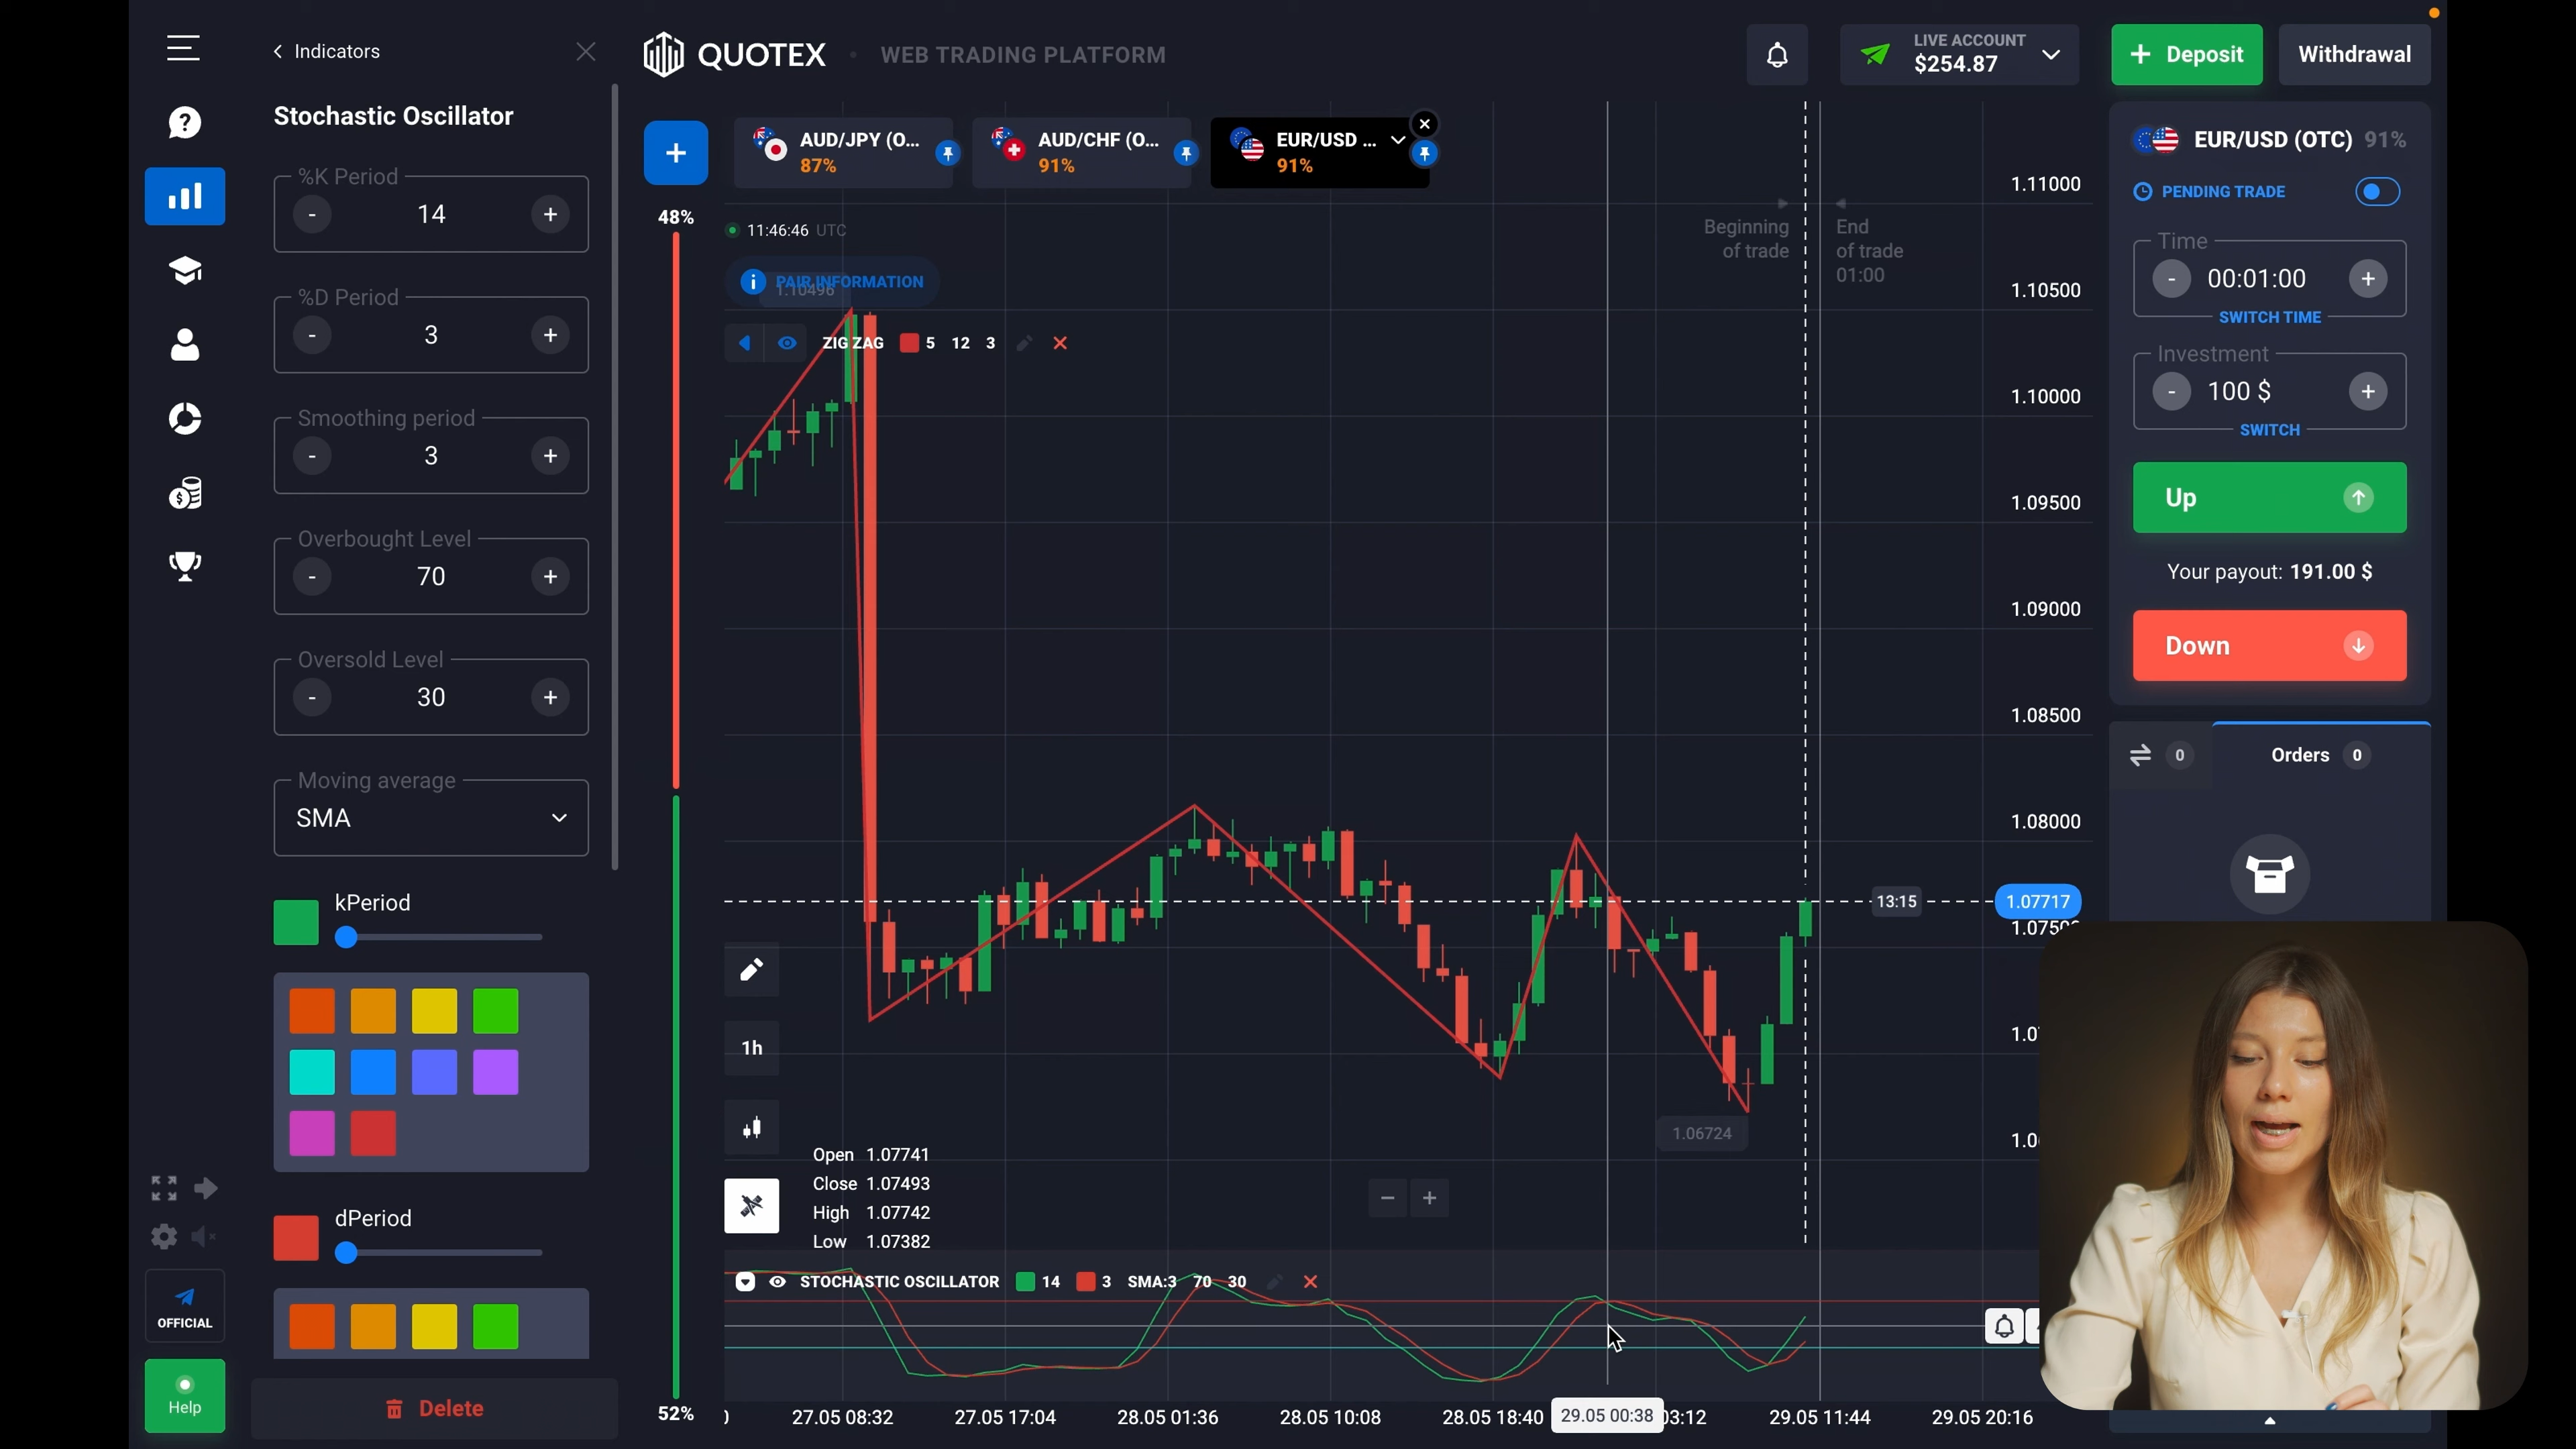 Indicators
Stochastic Oscillator
%K Period
- 14 +
%D Period
- 3 +
Smoothing period
- 3 +
Overbought Level
- 70 +
Oversold Level
- 30 +
Moving average
SMA
kPeriod
dPeriod
Delete
OFFICIAL
Help
QUOTEX
WEB TRADING PLATFORM
LIVE ACCOUNT
$254.87
+ Deposit
Withdrawal
+
AUD/JPY (O...
87%
AUD/CHF (O...
91%
EUR/USD ...
91%
48%
11:46:46 UTC
PAIR INFORMATION
1.10496
ZIG ZAG 5 12 3
Beginning
of trade
End
of trade
01:00
1.11000
1.10500
1.10000
1.09500
1.09000
1.08500
1.08000
13:15
1.07717
1h
1.06724
Open 1.07741
Close 1.07493
High 1.07742
Low 1.07382
- +
STOCHASTIC OSCILLATOR 14 3 SMA:3 70 30
52%
27.05 08:32
27.05 17:04
28.05 01:36
28.05 10:08
28.05 18:40
29.05 00:38
03:12
29.05 11:44
29.05 20:16
EUR/USD (OTC) 91%
PENDING TRADE
Time
- 00:01:00 +
SWITCH TIME
Investment
- 100 $ +
SWITCH
Up
Your payout: 191.00 $
Down
0
Orders 0